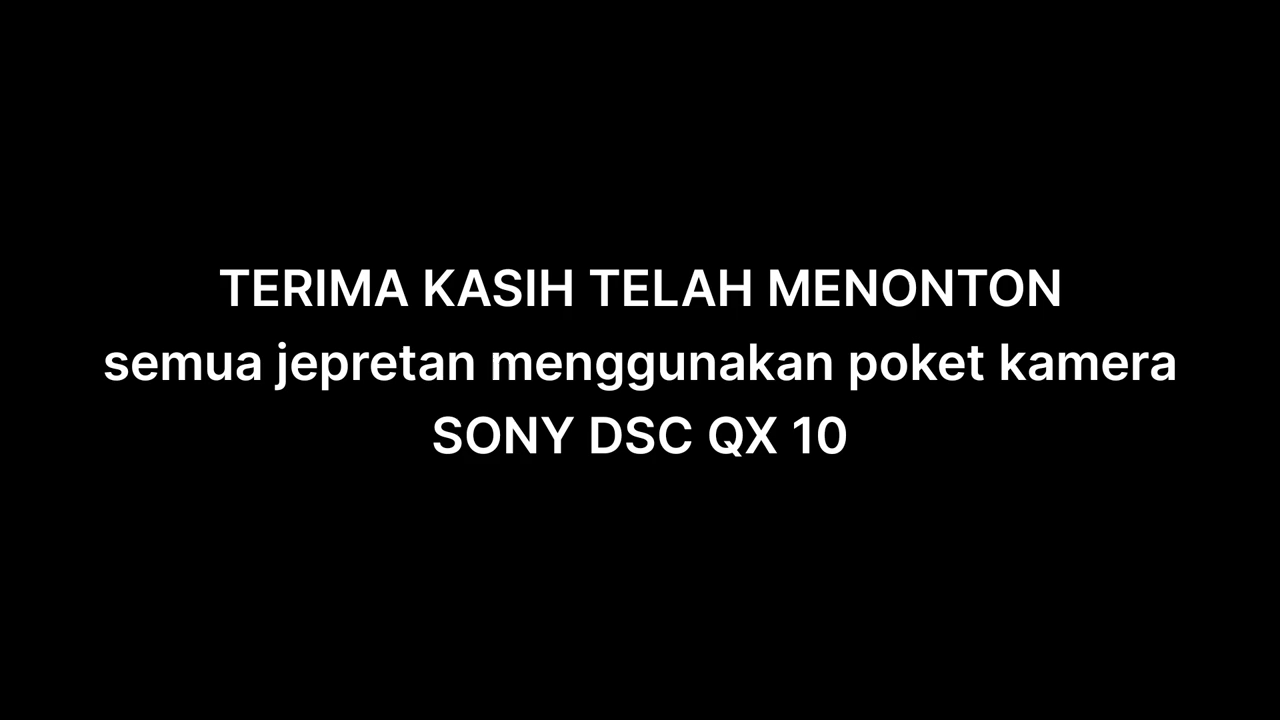 TERIMA KASIH TELAH MENONTON
semua jepretan menggunakan poket kamera
SONY DSC QX 10